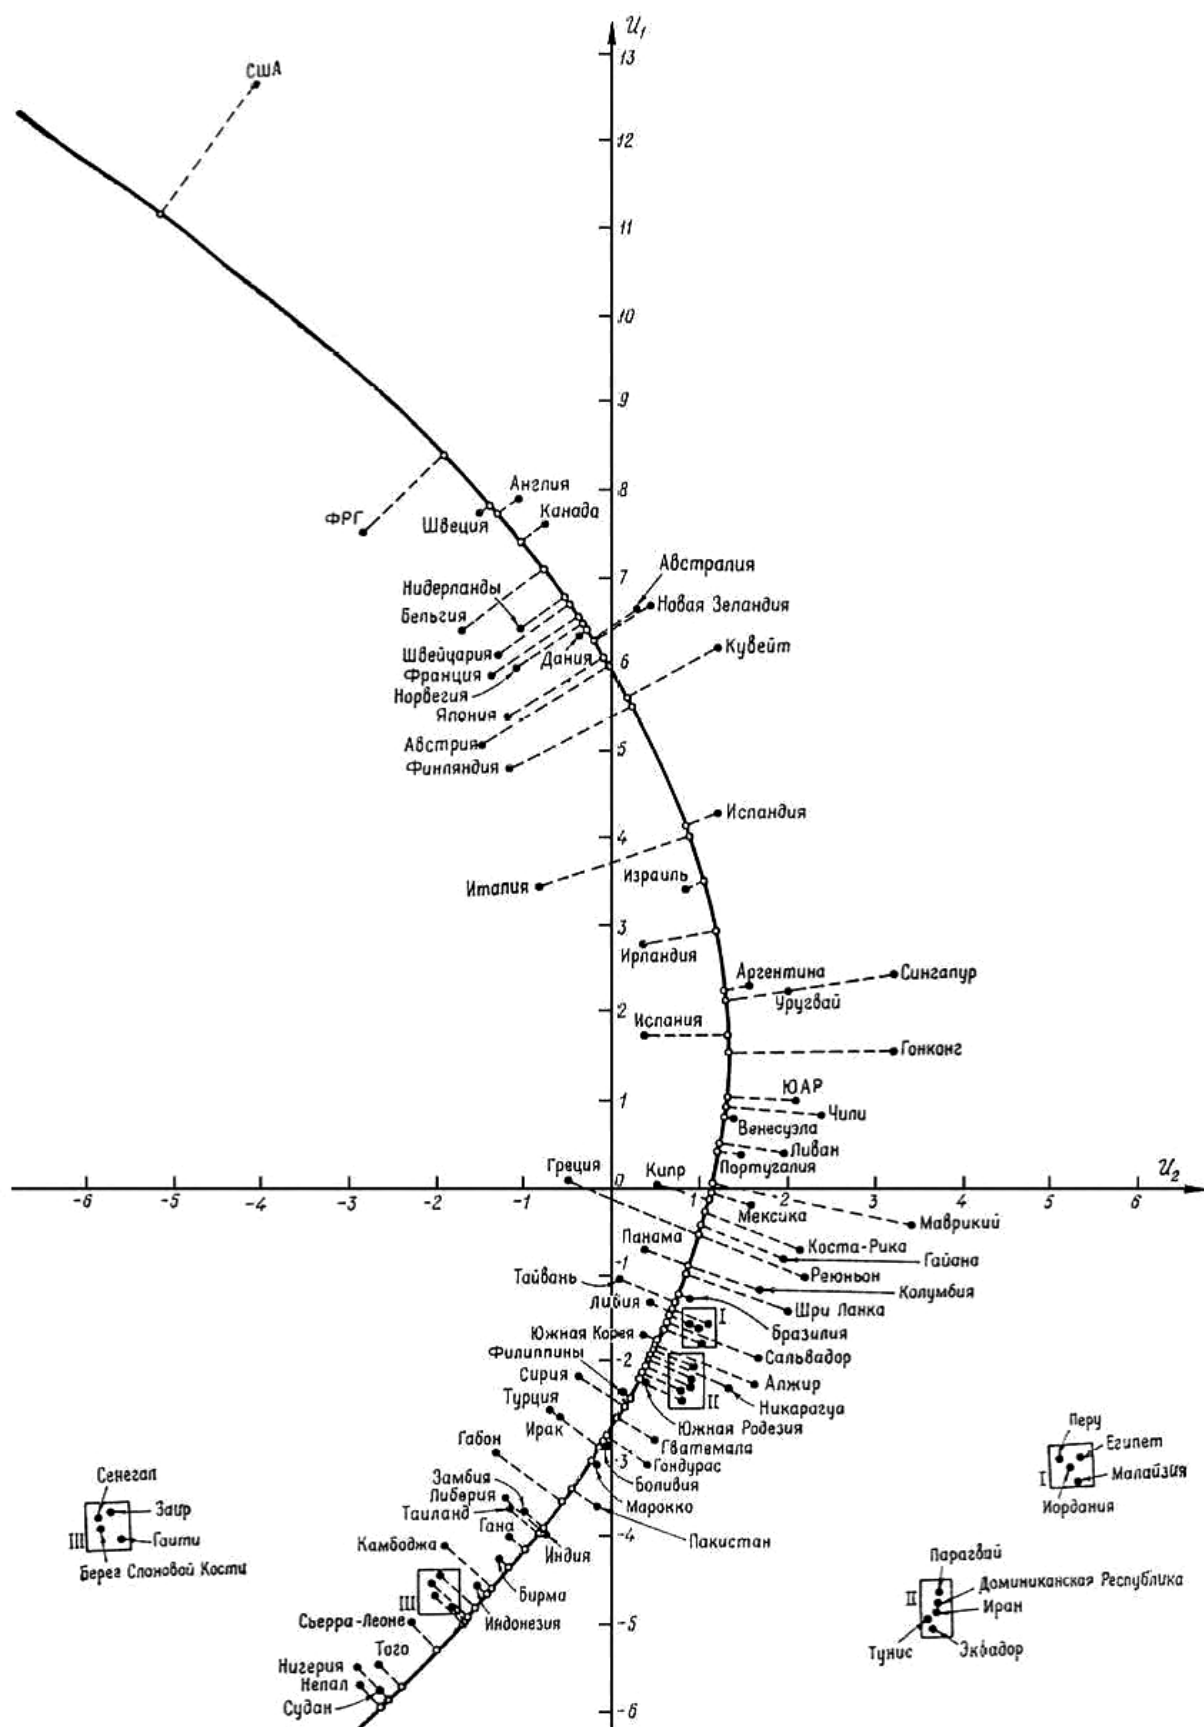 U₁
13
США
12
11
10
9
8
Англия
ФРГ
Швеция
Канада
7
Австралия
Нидерланды
Новая Зеландия
Бельгия
Кувейт
Швейцария
Дания
6
Франция
Норвегия
Япония
Австрия
5
Финляндия
Исландия
4
Израиль
Италия
3
Ирландия
Аргентина
Сингапур
Уругвай
2
Испания
Гонконг
ЮАР
1
Чили
Венесуэла
Ливан
Греция
Кипр
Португалия
0
U₂
-6
-5
-4
-3
-2
-1
1
2
3
4
5
6
Мексика
Маврикий
Панама
Коста-Рика
Гайана
-1
Реюньон
Тайвань
Колумбия
Ливия
Шри Ланка
I
Бразилия
Южная Корея
Филиппины
-2
Сальвадор
Сирия
Алжир
Турция
II
Никарагуа
Ирак
Южная Родезия
Перу
Габон
Гватемала
Египет
-3
Гондурас
I
Малайзия
Сенегал
Замбия
Боливия
Либерия
Марокко
Иордания
Заир
Таиланд
Гана
III
Гаити
Камбоджа
-4
Индия
Пакистан
Берег Слоновой Кости
Бирма
Парагвай
III
II
Доминиканская Республика
Сьерра-Леоне
Индонезия
Иран
-5
Того
Тунис
Эквадор
Нигерия
Непал
Судан
-6